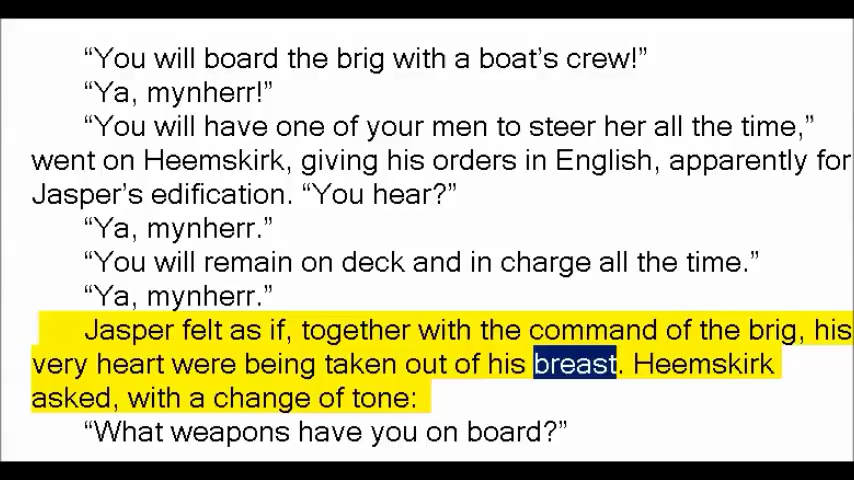 “You will board the brig with a boat’s crew!”
“Ya, mynherr!”
“You will have one of your men to steer her all the time,”
went on Heemskirk, giving his orders in English, apparently for
Jasper’s edification. “You hear?”
“Ya, mynherr.”
“You will remain on deck and in charge all the time.”
“Ya, mynherr.”
Jasper felt as if, together with the command of the brig, his
very heart were being taken out of his breast. Heemskirk
asked, with a change of tone:
“What weapons have you on board?”